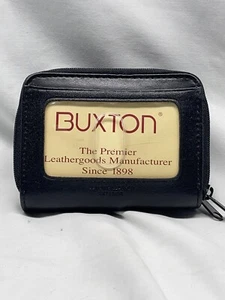 BUXTON®
The Premier
Leathergoods Manufacturer
Since 1898